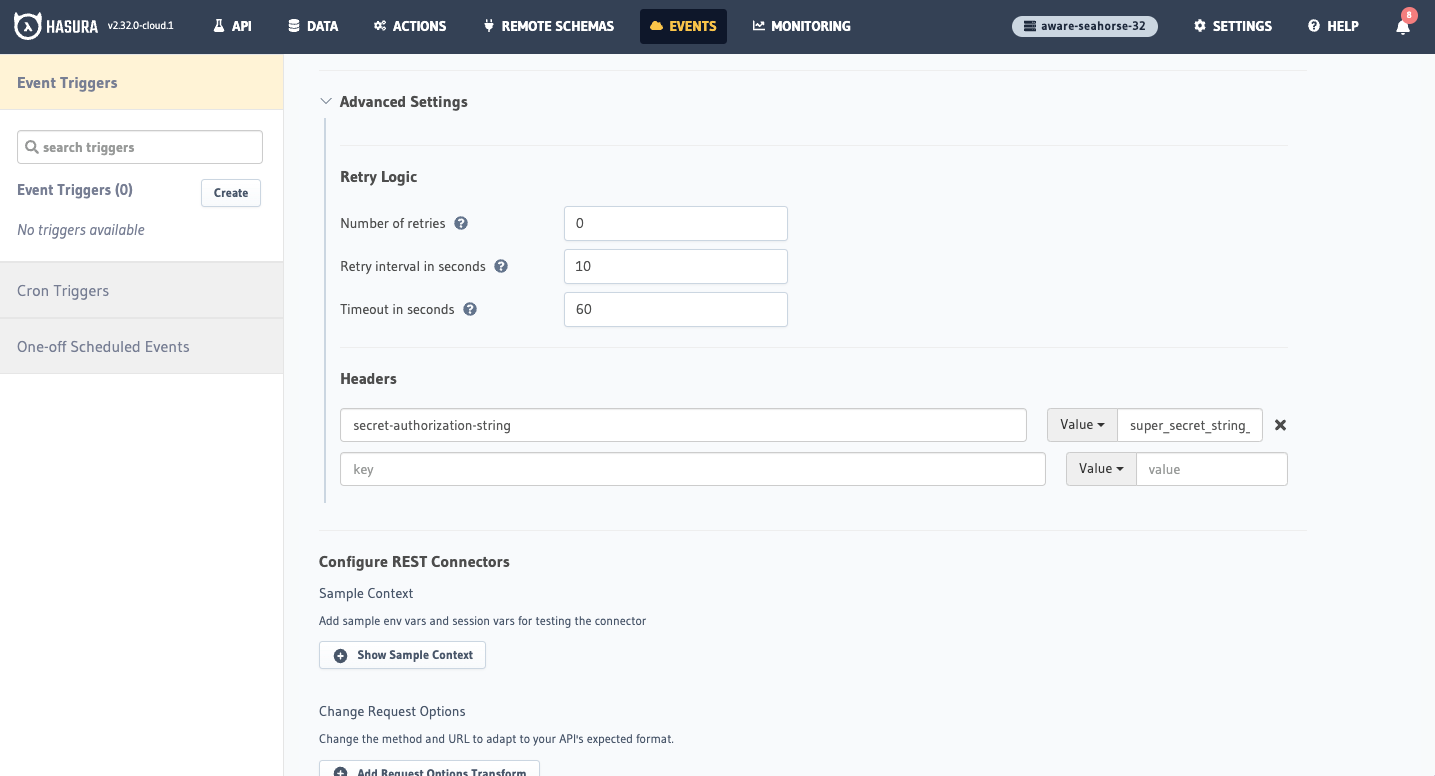 HASURA v2.32.0-cloud.1 API DATA ACTIONS REMOTE SCHEMAS EVENTS MONITORING aware-seahorse-32 SETTINGS HELP 8
Event Triggers
search triggers
Event Triggers (0) Create
No triggers available
Cron Triggers
One-off Scheduled Events
Advanced Settings
Retry Logic
Number of retries ? 0
Retry interval in seconds ? 10
Timeout in seconds ? 60
Headers
secret-authorization-string Value super_secret_string_
key Value value
Configure REST Connectors
Sample Context
Add sample env vars and session vars for testing the connector
Show Sample Context
Change Request Options
Change the method and URL to adapt to your API's expected format.
Add Request Options Transform